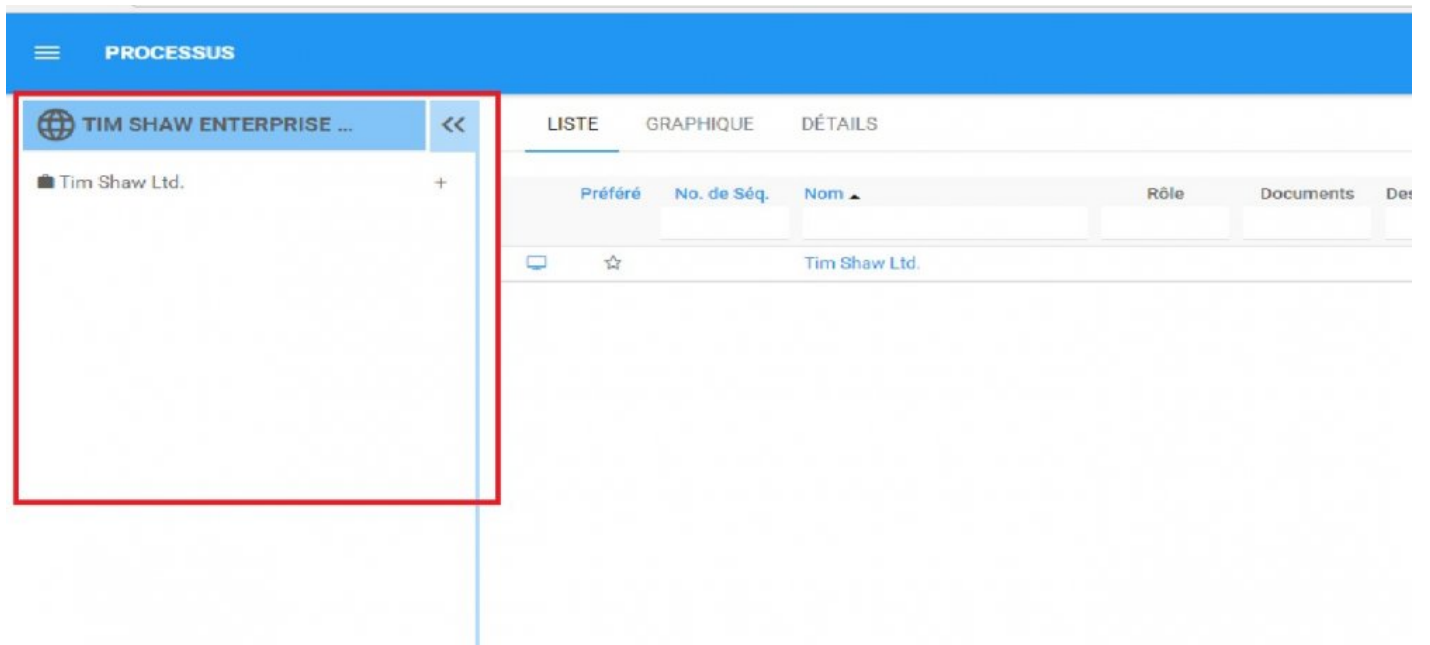 PROCESSUS
TIM SHAW ENTERPRISE ...
Tim Shaw Ltd.
LISTE GRAPHIQUE DÉTAILS
Préféré No. de Séq. Nom Rôle Documents Des
Tim Shaw Ltd.